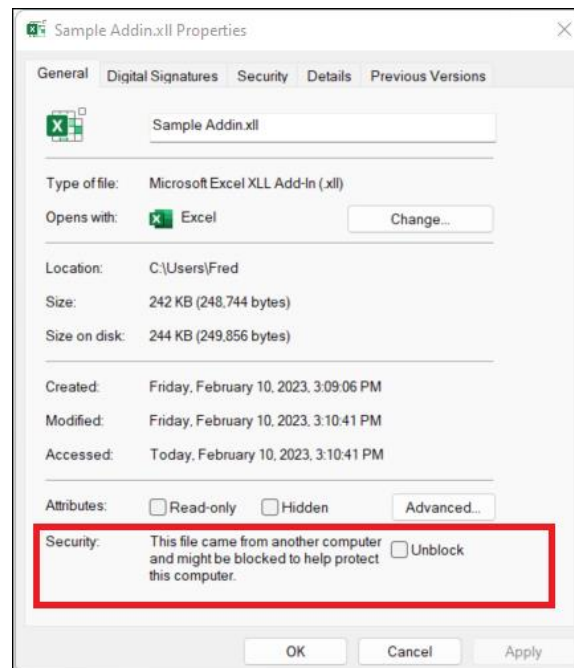 Sample Addin.xll Properties
General Digital Signatures Security Details Previous Versions
Sample Addin.xll
Type of file: Microsoft Excel XLL Add-In (.xll)
Opens with: Excel Change...
Location: C:\Users\Fred
Size: 242 KB (248,744 bytes)
Size on disk: 244 KB (249,856 bytes)
Created: Friday, February 10, 2023, 3:09:06 PM
Modified: Friday, February 10, 2023, 3:10:41 PM
Accessed: Today, February 10, 2023, 3:10:41 PM
Attributes: Read-only Hidden Advanced...
Security: This file came from another computer
and might be blocked to help protect
this computer.
Unblock
OK Cancel Apply